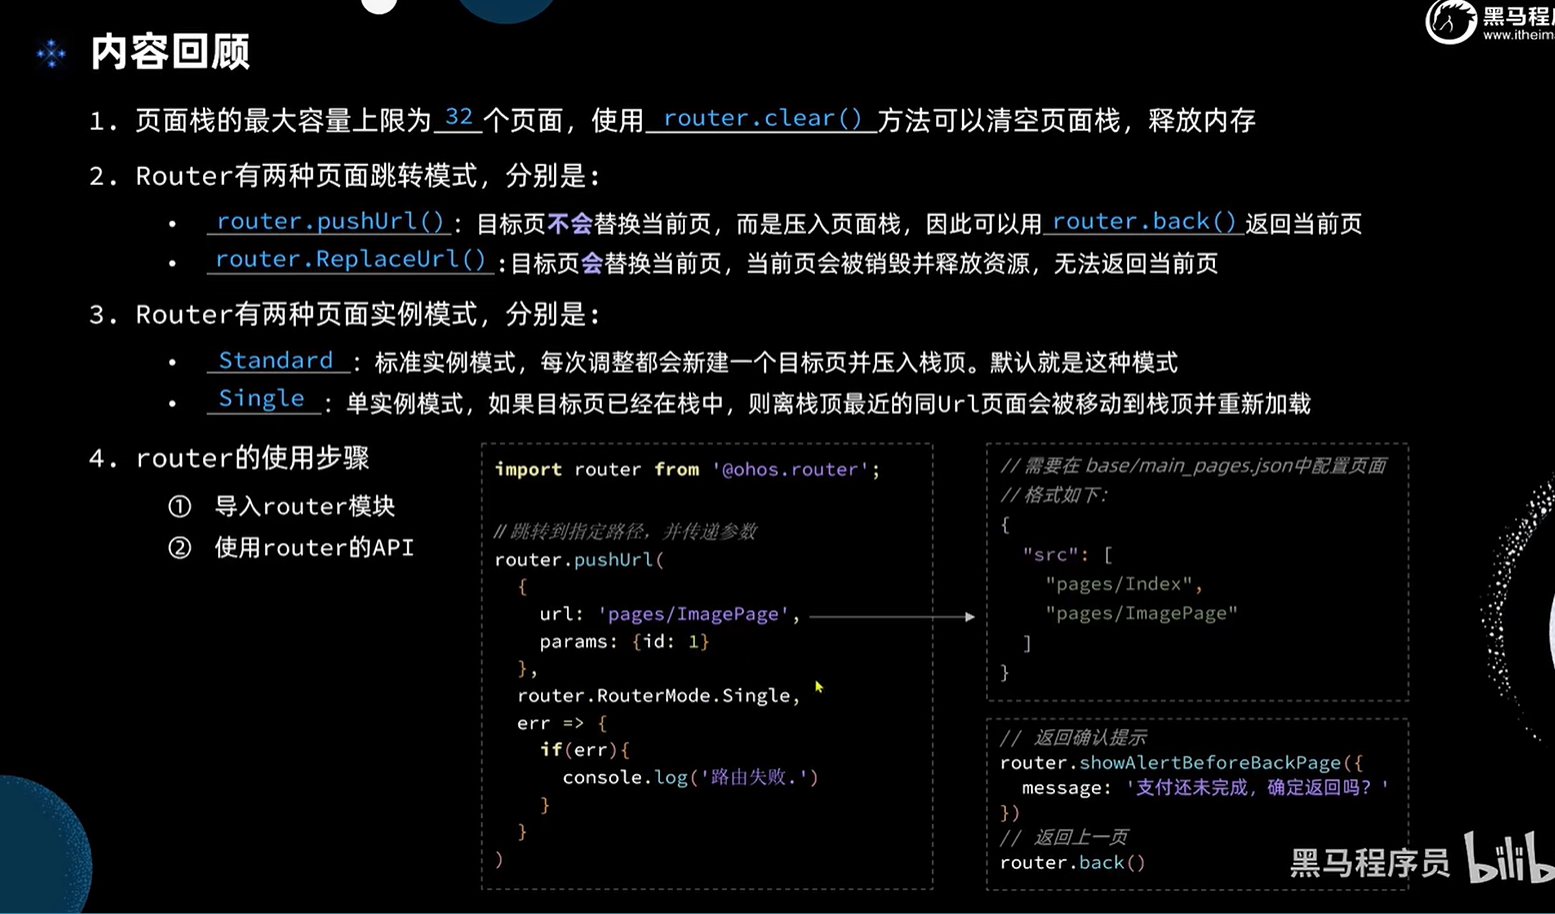 黑马程序
www.itheim
内容回顾
1. 页面栈的最大容量上限为 32 个页面，使用 router.clear() 方法可以清空页面栈，释放内存
2. Router有两种页面跳转模式，分别是：
• router.pushUrl()：目标页不会替换当前页，而是压入页面栈，因此可以用 router.back() 返回当前页
• router.ReplaceUrl()：目标页会替换当前页，当前页会被销毁并释放资源，无法返回当前页
3. Router有两种页面实例模式，分别是：
• Standard ：标准实例模式，每次调整都会新建一个目标页并压入栈顶。默认就是这种模式
• Single ：单实例模式，如果目标页已经在栈中，则离栈顶最近的同Url页面会被移动到栈顶并重新加载
4. router的使用步骤
① 导入router模块
② 使用router的API
import router from '@ohos.router';
// 跳转到指定路径，并传递参数
router.pushUrl(
{
url: 'pages/ImagePage',
params: {id: 1}
},
router.RouterMode.Single,
err => {
if(err){
console.log('路由失败.')
}
}
)
// 需要在 base/main_pages.json中配置页面
// 格式如下：
{
"src": [
"pages/Index",
"pages/ImagePage"
]
}
// 返回确认提示
router.showAlertBeforeBackPage({
message: '支付还未完成，确定返回吗？'
})
// 返回上一页
router.back()
黑马程序员 bilib